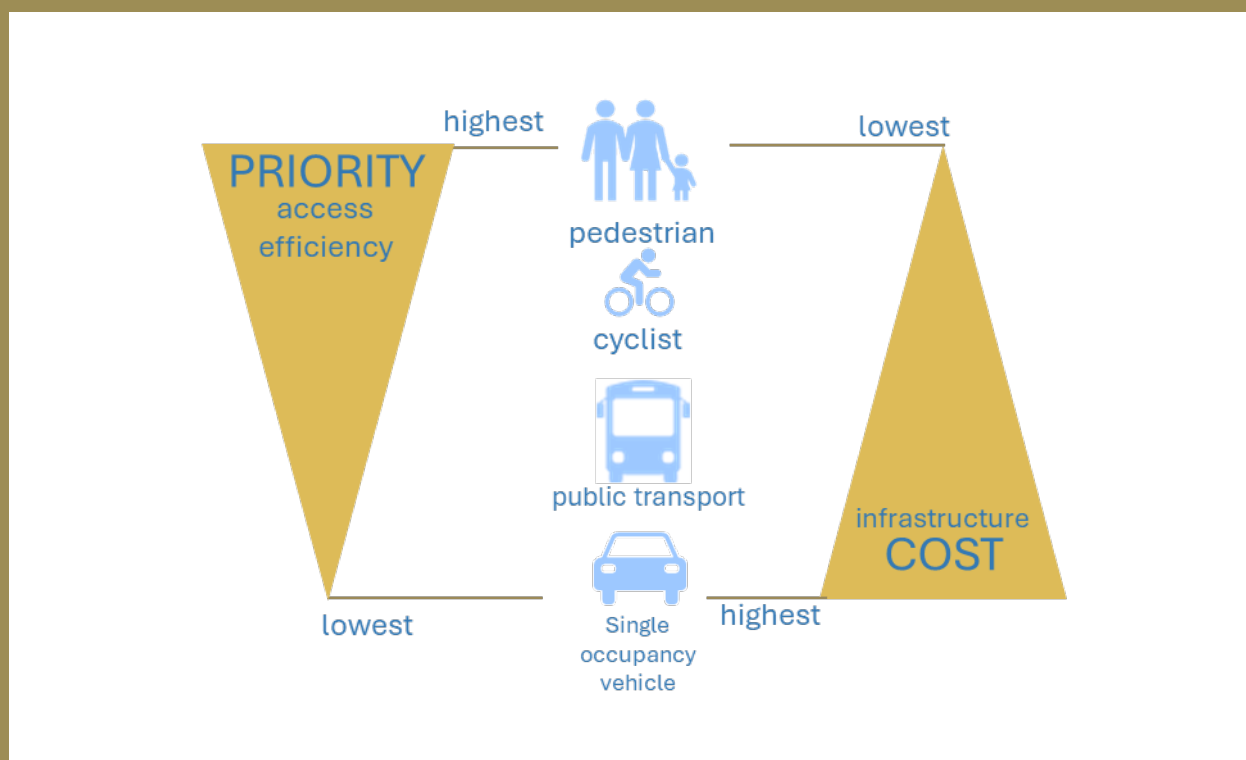 highest
lowest
PRIORITY
access
efficiency
pedestrian
cyclist
public transport
infrastructure
COST
lowest
highest
Single
occupancy
vehicle